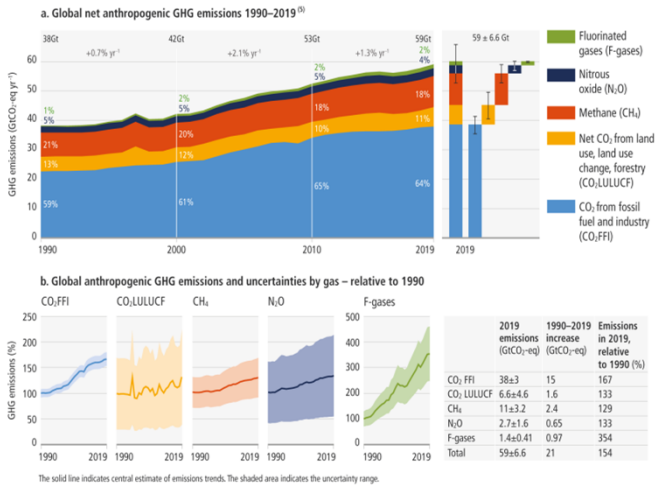 a. Global net anthropogenic GHG emissions 1990–2019 (5)
38Gt
42Gt
53Gt
59Gt
+0.7% yr⁻¹
+2.1% yr⁻¹
+1.3% yr⁻¹
2%
4%
59 ± 6.6 Gt
GHG emissions (GtCO₂-eq yr⁻¹)
60
50
40
30
20
10
0
1%
5%
21%
13%
59%
2%
5%
20%
12%
61%
2%
5%
18%
10%
65%
18%
11%
64%
1990
2000
2010
2019
2019
Fluorinated
gases (F-gases)
Nitrous
oxide (N₂O)
Methane (CH₄)
Net CO₂ from land
use, land use
change, forestry
(CO₂LULUCF)
CO₂ from fossil
fuel and industry
(CO₂FFI)
b. Global anthropogenic GHG emissions and uncertainties by gas – relative to 1990
CO₂FFI
CO₂LULUCF
CH₄
N₂O
F-gases
GHG emissions (%)
250
200
150
100
50
0
500
400
300
200
100
0
1990 2019
1990 2019
1990 2019
1990 2019
1990 2019
2019 1990–2019 Emissions
emissions increase in 2019,
(GtCO₂-eq) (GtCO₂-eq) relative
to 1990 (%)
CO₂ FFI 38±3 15 167
CO₂ LULUCF 6.6±4.6 1.6 133
CH₄ 11±3.2 2.4 129
N₂O 2.7±1.6 0.65 133
F-gases 1.4±0.41 0.97 354
Total 59±6.6 21 154
The solid line indicates central estimate of emissions trends. The shaded area indicates the uncertainty range.